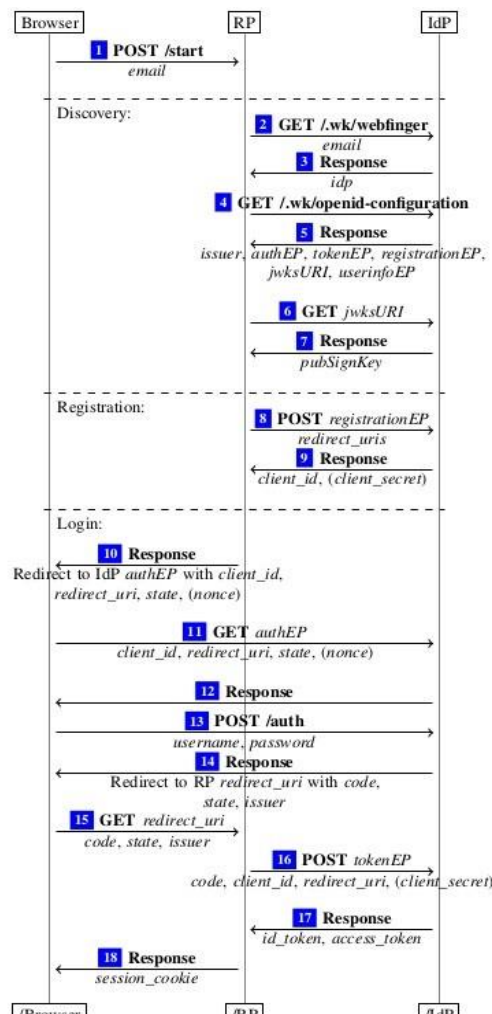 Browser RP IdP
1 POST /start
email
Discovery:
2 GET /.wk/webfinger
email
3 Response
idp
4 GET /.wk/openid-configuration
5 Response
issuer, authEP, tokenEP, registrationEP,
jwksURI, userinfoEP
6 GET jwksURI
7 Response
pubSignKey
Registration:
8 POST registrationEP
redirect_uris
9 Response
client_id, (client_secret)
Login:
10 Response
Redirect to IdP authEP with client_id,
redirect_uri, state, (nonce)
11 GET authEP
client_id, redirect_uri, state, (nonce)
12 Response
13 POST /auth
username, password
14 Response
Redirect to RP redirect_uri with code,
state, issuer
15 GET redirect_uri
code, state, issuer
16 POST tokenEP
code, client_id, redirect_uri, (client_secret)
17 Response
id_token, access_token
18 Response
session_cookie
/Browser /RP /IdP